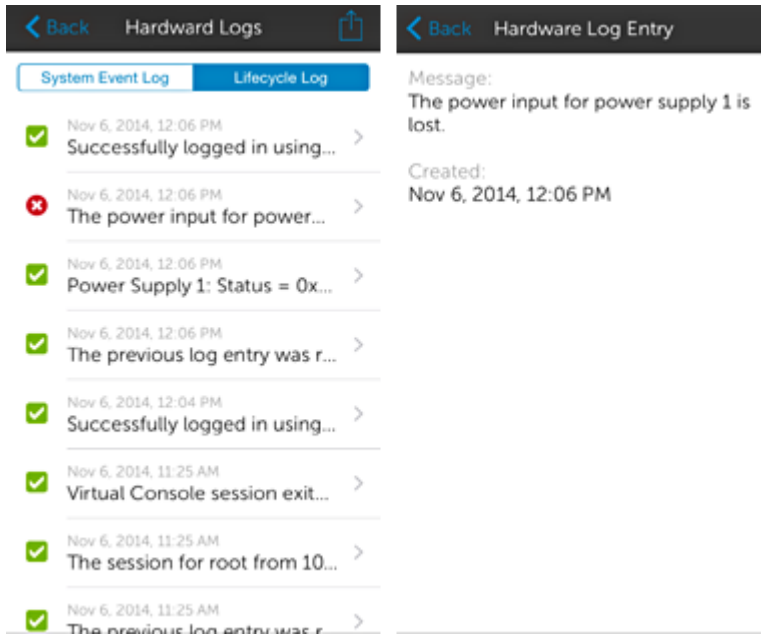 Back
Hardward Logs
System Event Log
Lifecycle Log
Nov 6, 2014, 12:06 PM
Successfully logged in using...
Nov 6, 2014, 12:06 PM
The power input for power...
Nov 6, 2014, 12:06 PM
Power Supply 1: Status = 0x...
Nov 6, 2014, 12:06 PM
The previous log entry was r...
Nov 6, 2014, 12:04 PM
Successfully logged in using...
Nov 6, 2014, 11:25 AM
Virtual Console session exit...
Nov 6, 2014, 11:25 AM
The session for root from 10...
Nov 6, 2014, 11:25 AM
The previous log entry was r
Back
Hardware Log Entry
Message:
The power input for power supply 1 is
lost.
Created:
Nov 6, 2014, 12:06 PM